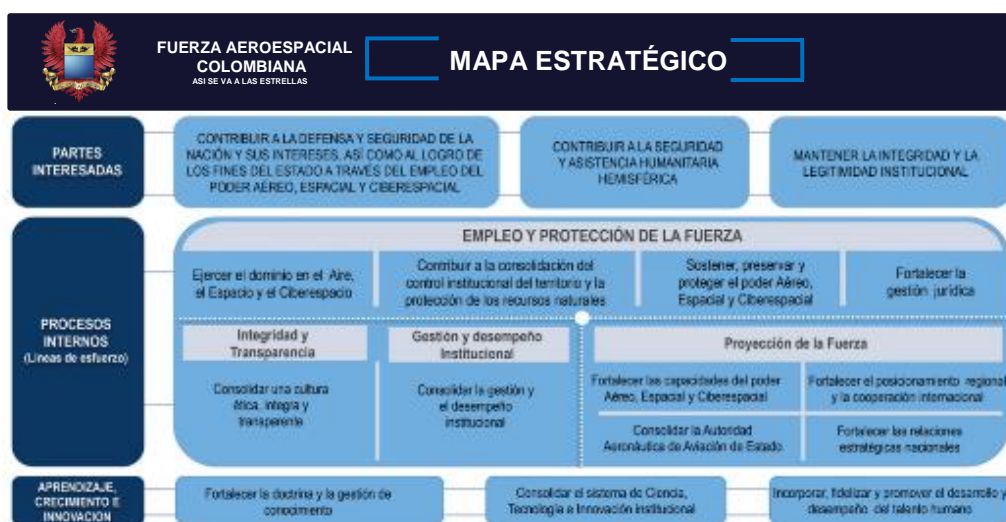 FUERZA AEROESPACIAL
COLOMBIANA
ASI SE VA A LAS ESTRELLAS
MAPA ESTRATÉGICO
PARTES
INTERESADAS
CONTRIBUIR A LA DEFENSA Y SEGURIDAD DE LA
NACIÓN Y SUS INTERESES, ASÍ COMO AL LOGRO DE
LOS FINES DEL ESTADO A TRAVÉS DEL EMPLEO DEL
PODER AÉREO, ESPACIAL Y CIBERESPACIAL
CONTRIBUIR A LA SEGURIDAD
Y ASISTENCIA HUMANITARIA
HEMISFÉRICA
MANTENER LA INTEGRIDAD Y LA
LEGITIMIDAD INSTITUCIONAL
PROCESOS
INTERNOS
(Líneas de esfuerzo)
EMPLEO Y PROTECCIÓN DE LA FUERZA
Ejercer el dominio en el Aire,
el Espacio y el Ciberespacio
Contribuir a la consolidación del
control institucional del territorio y la
protección de los recursos naturales
Sostener, preservar y
proteger el poder Aéreo,
Espacial y Ciberespacial
Fortalecer la
gestión jurídica
Integridad y
Transparencia
Consolidar una cultura
ética, íntegra y
transparente
Gestión y desempeño
Institucional
Consolidar la gestión y
el desempeño
institucional
Proyección de la Fuerza
Fortalecer las capacidades del poder
Aéreo, Espacial y Ciberespacial
Fortalecer el posicionamiento regional
y la cooperación internacional
Consolidar la Autoridad
Aeronáutica de Aviación de Estado
Fortalecer las relaciones
estratégicas nacionales
APRENDIZAJE,
CRECIMIENTO E
INNOVACIÓN
Fortalecer la doctrina y la gestión de
conocimiento
Consolidar el sistema de Ciencia,
Tecnología e Innovación institucional
Incorporar, fidelizar y promover el desarrollo y
desempeño del talento humano